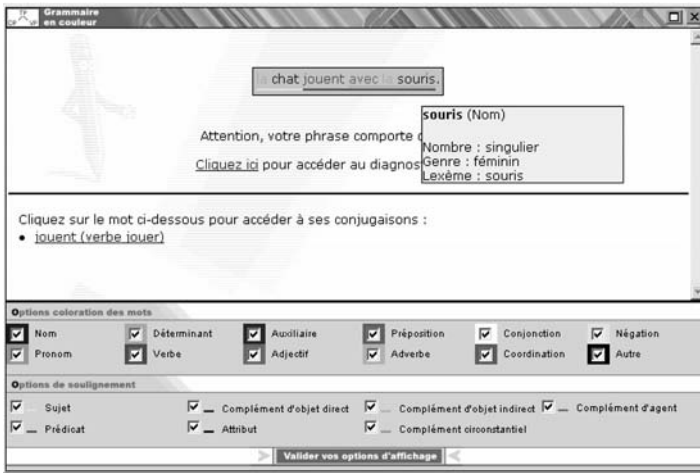 Grammaire
en couleur
la chat jouent avec la souris.
souris (Nom)
Nombre : singulier
Genre : féminin
Lexème : souris
Attention, votre phrase comporte
Cliquez ici pour accéder au diagnos
Cliquez sur le mot ci-dessous pour accéder à ses conjugaisons :
• jouent (verbe jouer)
Options coloration des mots
Nom Déterminant Auxiliaire Préposition Conjonction Négation
Pronom Verbe Adjectif Adverbe Coordination Autre
Options de soulignement
Sujet Complément d'objet direct Complément d'objet indirect Complément d'agent
Prédicat Attribut Complément circonstantiel
Valider vos options d'affichage